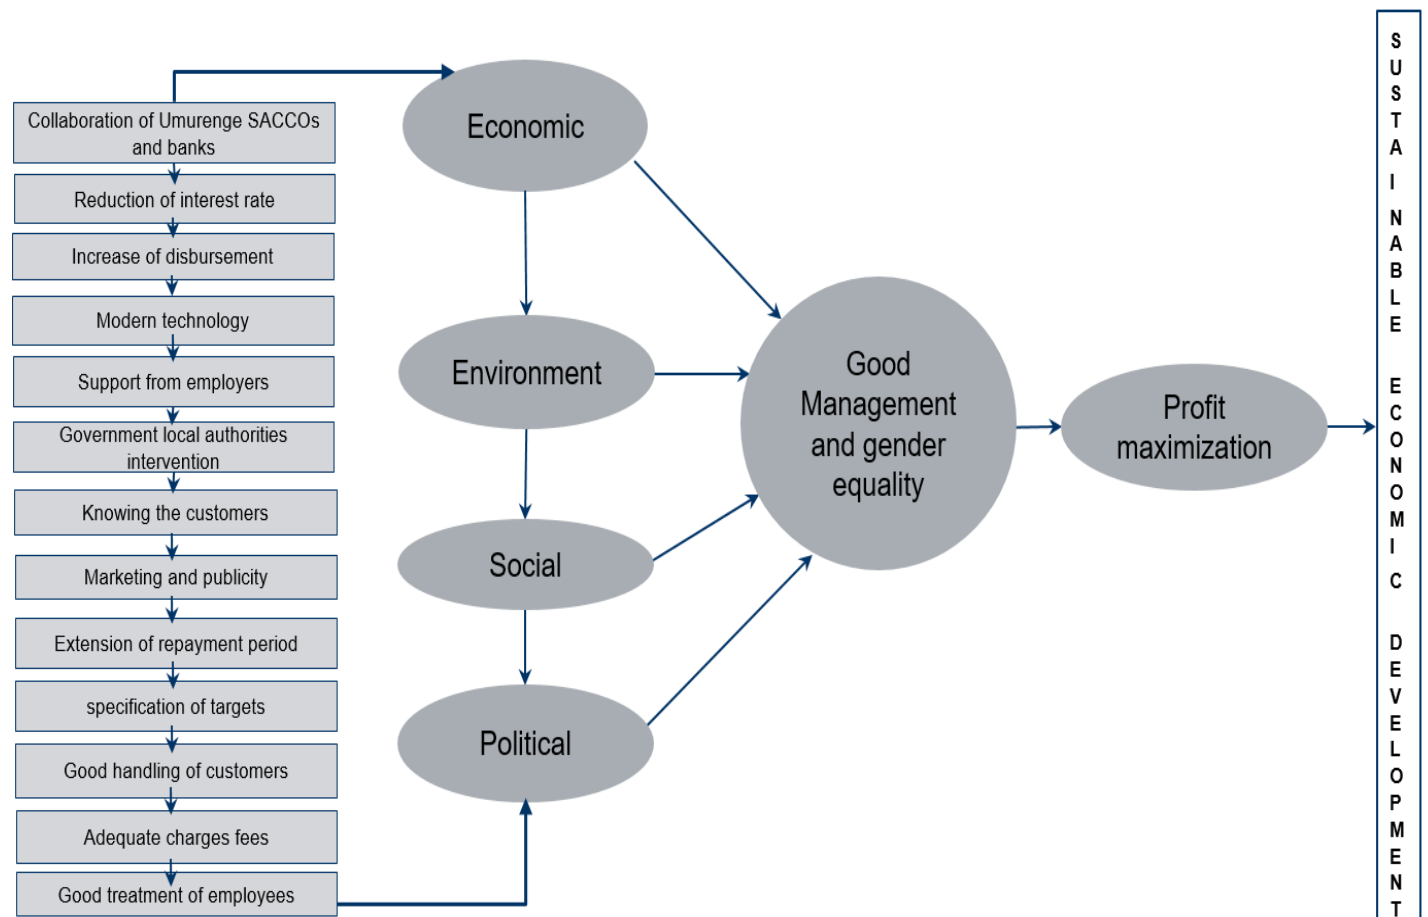 Collaboration of Umurenge SACCOs
and banks
Reduction of interest rate
Increase of disbursement
Modern technology
Support from employers
Government local authorities
intervention
Knowing the customers
Marketing and publicity
Extension of repayment period
specification of targets
Good handling of customers
Adequate charges fees
Good treatment of employees
Economic
Environment
Social
Political
Good
Management
and gender
equality
Profit
maximization
SUSTAINABLE ECONOMIC DEVELOPMENT